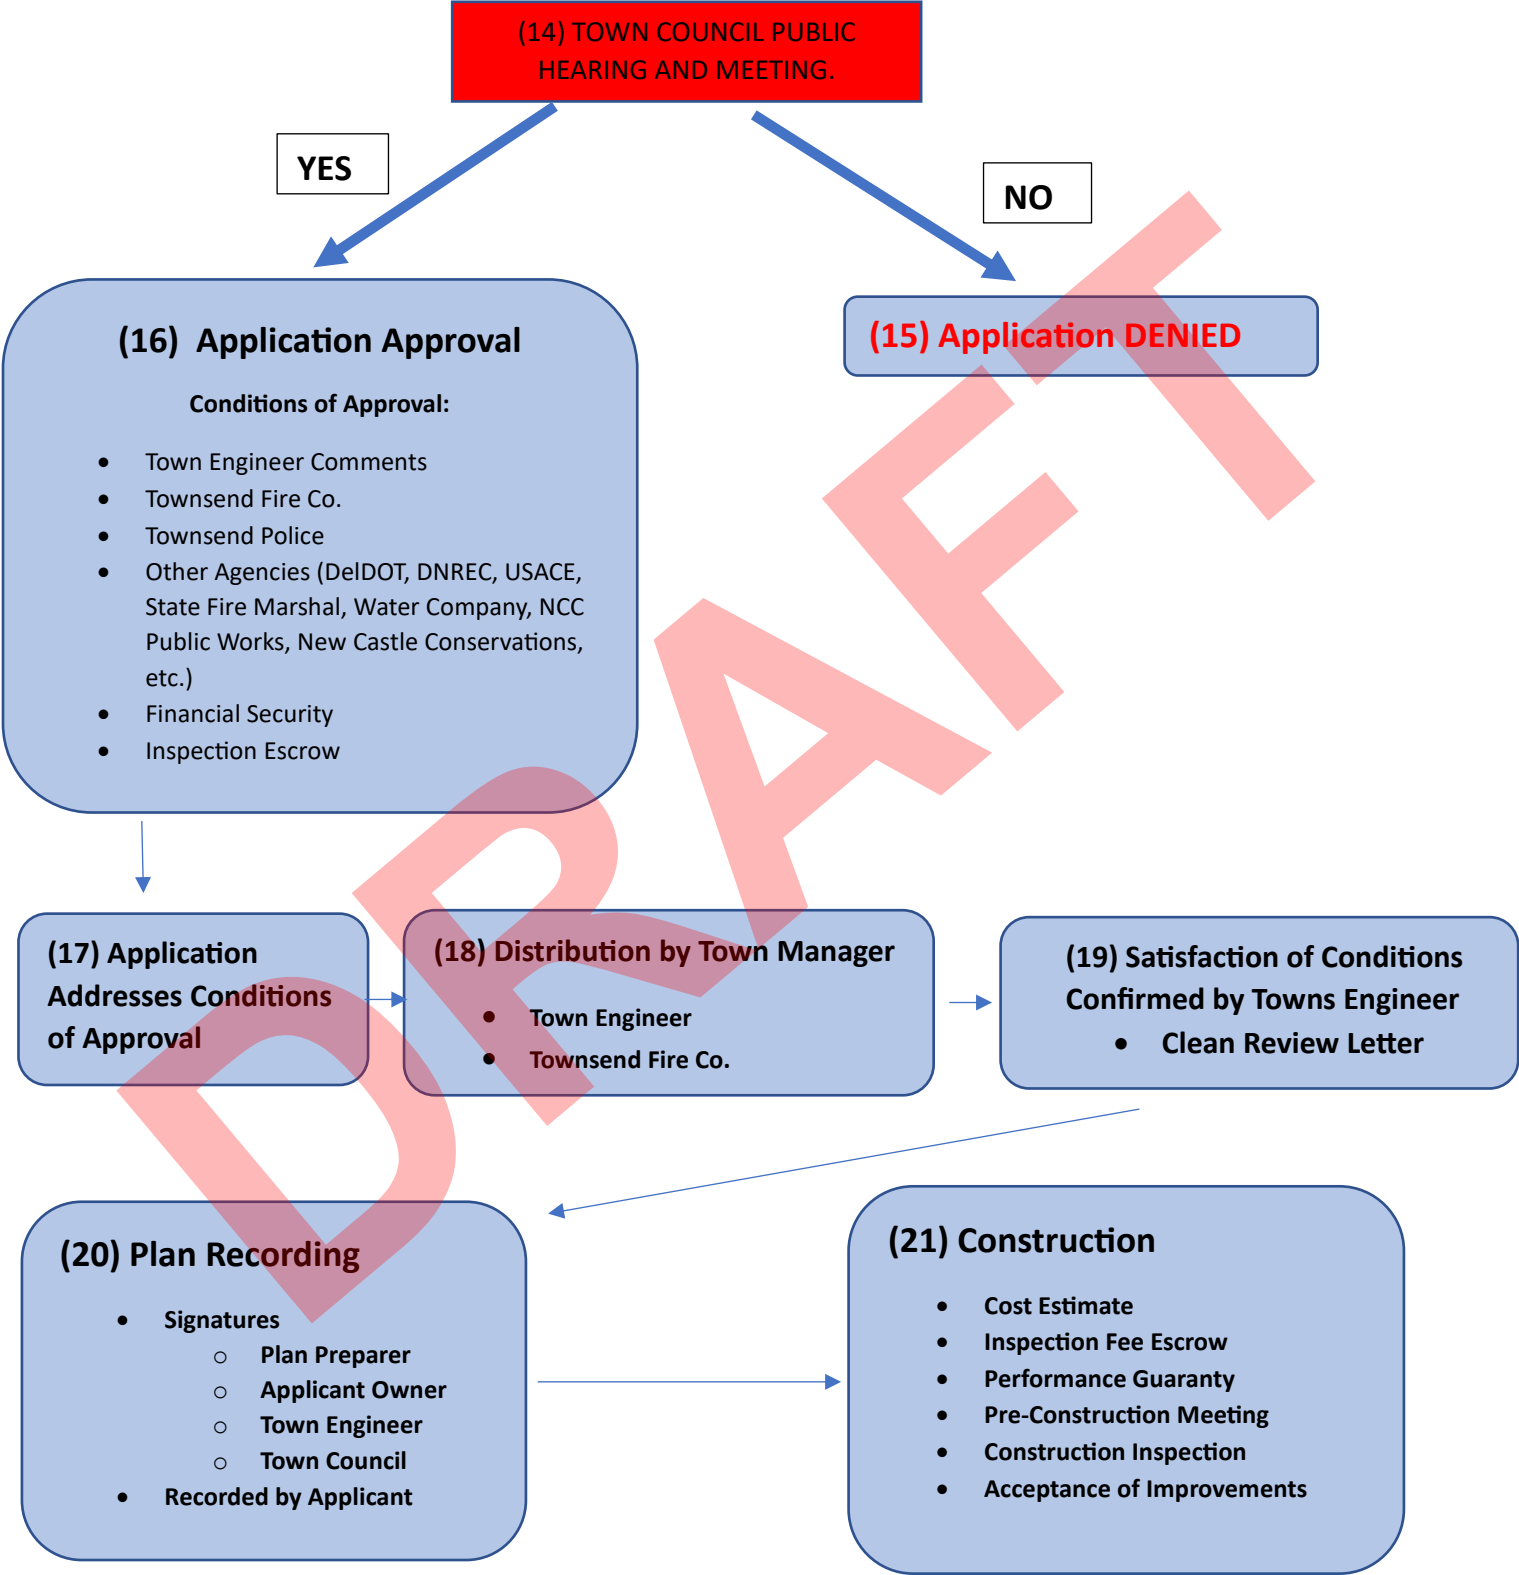 (14) TOWN COUNCIL PUBLIC
HEARING AND MEETING.
YES
NO
(16)  Application Approval
Conditions of Approval:
• Town Engineer Comments
• Townsend Fire Co.
• Townsend Police
• Other Agencies (DelDOT, DNREC, USACE,
State Fire Marshal, Water Company, NCC
Public Works, New Castle Conservations,
etc.)
• Financial Security
• Inspection Escrow
(15) Application DENIED
(17) Application
Addresses Conditions
of Approval
(18) Distribution by Town Manager
• Town Engineer
• Townsend Fire Co.
(19) Satisfaction of Conditions
Confirmed by Towns Engineer
• Clean Review Letter
(20) Plan Recording
• Signatures
o Plan Preparer
o Applicant Owner
o Town Engineer
o Town Council
• Recorded by Applicant
(21) Construction
• Cost Estimate
• Inspection Fee Escrow
• Performance Guaranty
• Pre-Construction Meeting
• Construction Inspection
• Acceptance of Improvements
DRAFT